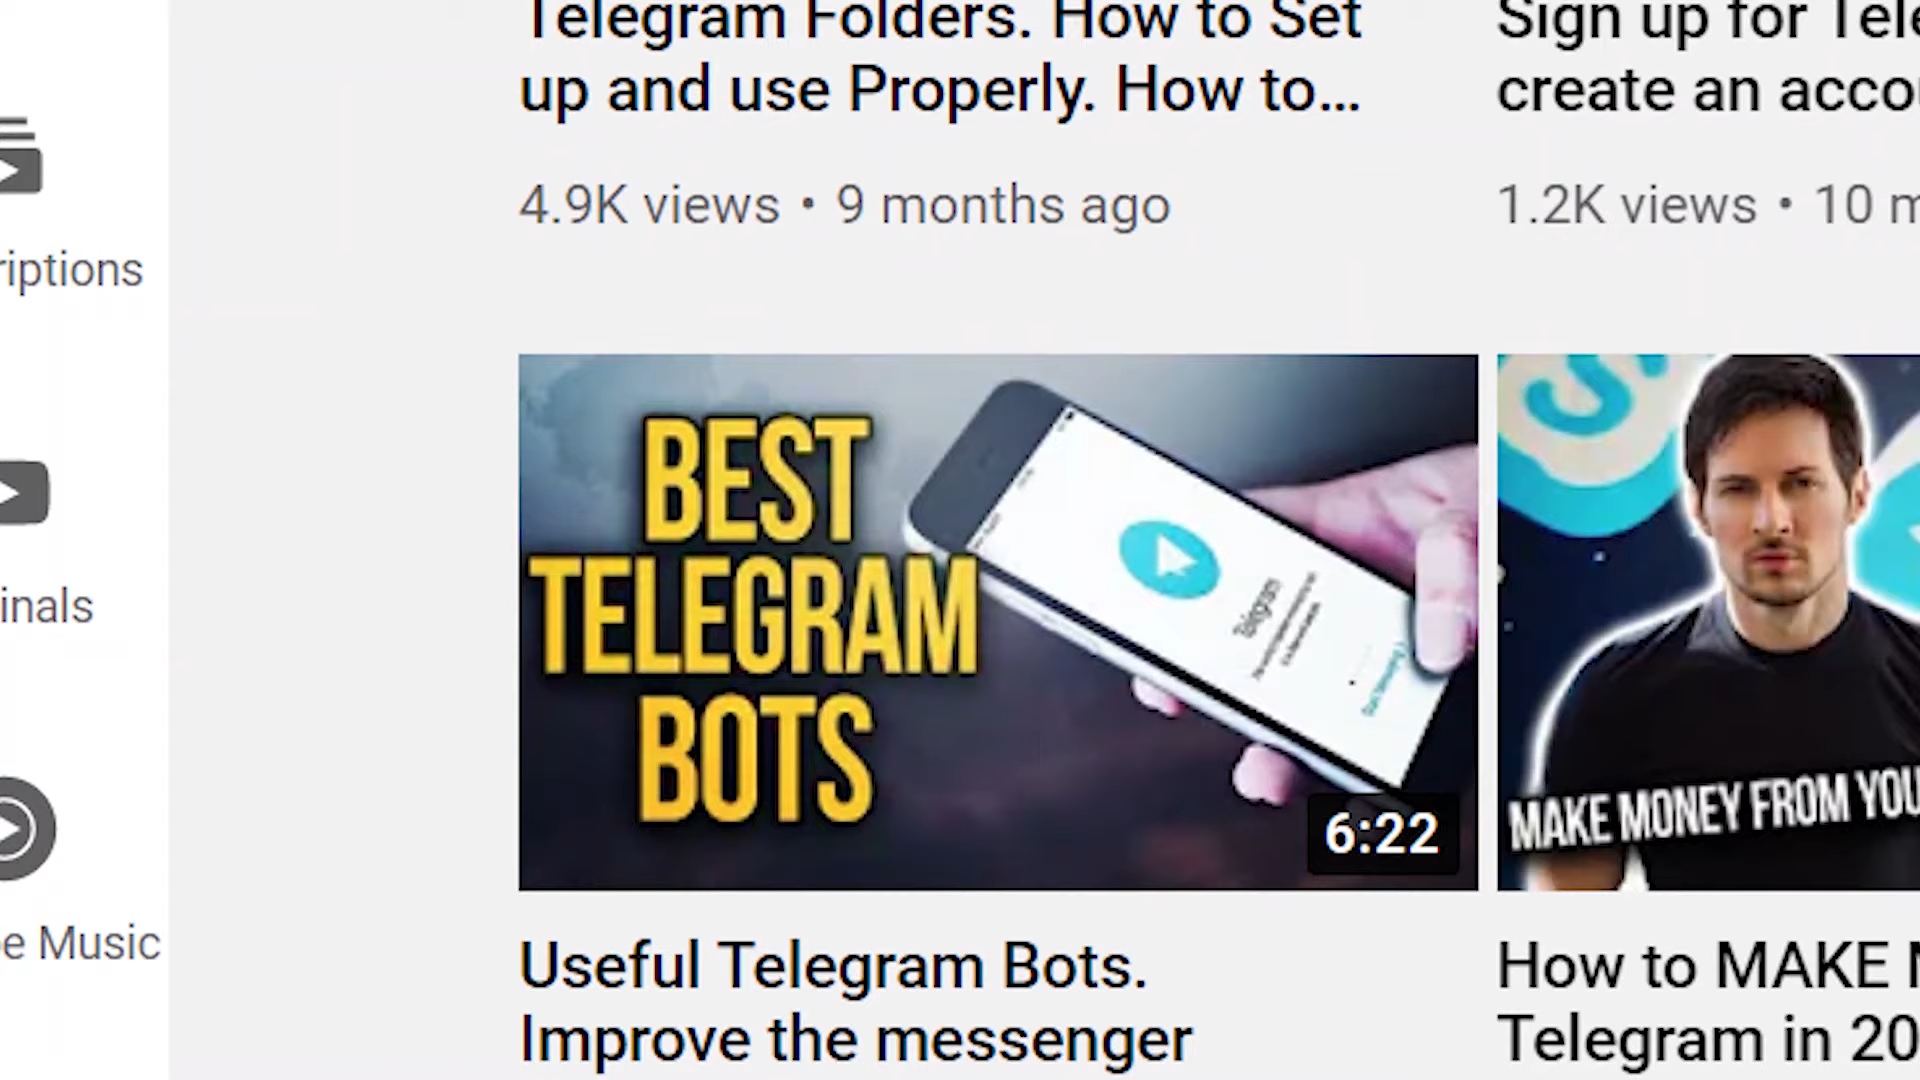 Telegram Folders. How to Set
up and use Properly. How to...
4.9K views • 9 months ago
Sign up for Tele
create an accou
1.2K views • 10 m
riptions
inals
e Music
BEST
TELEGRAM
BOTS
Telegram
6:22
Useful Telegram Bots.
Improve the messenger
MAKE MONEY FROM YOU
How to MAKE
Telegram in 20